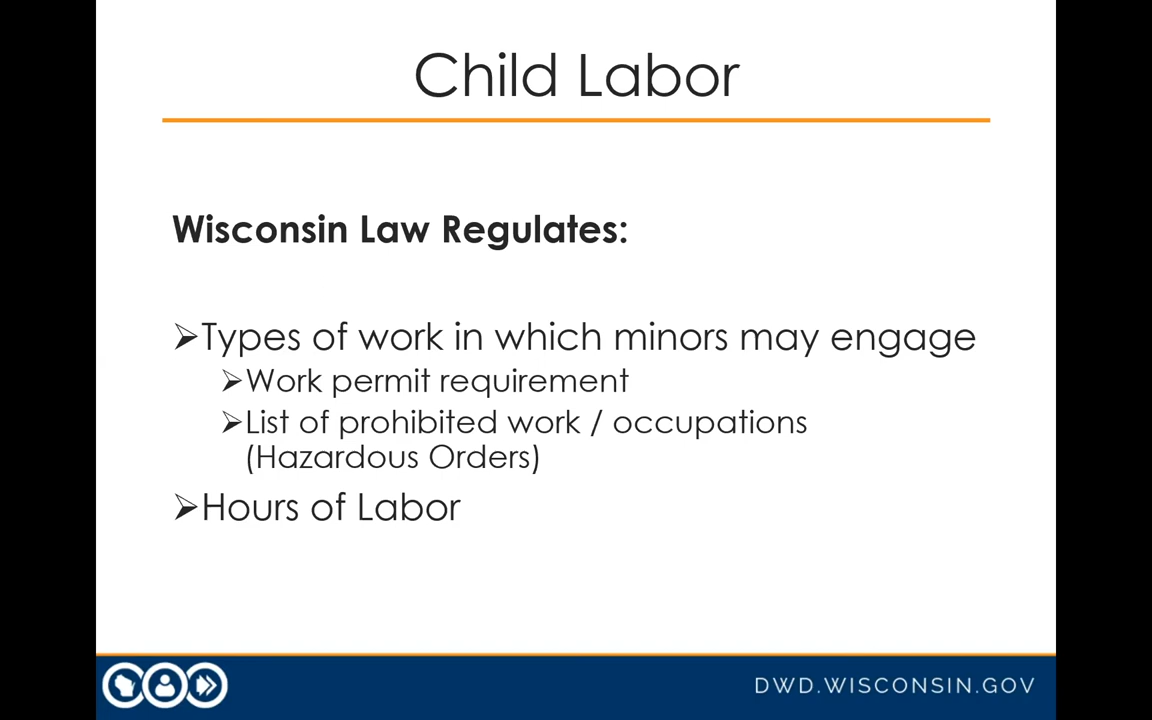 Child Labor
Wisconsin Law Regulates:
➢Types of work in which minors may engage
➢Work permit requirement
➢List of prohibited work / occupations
(Hazardous Orders)
➢Hours of Labor
DWD.WISCONSIN.GOV